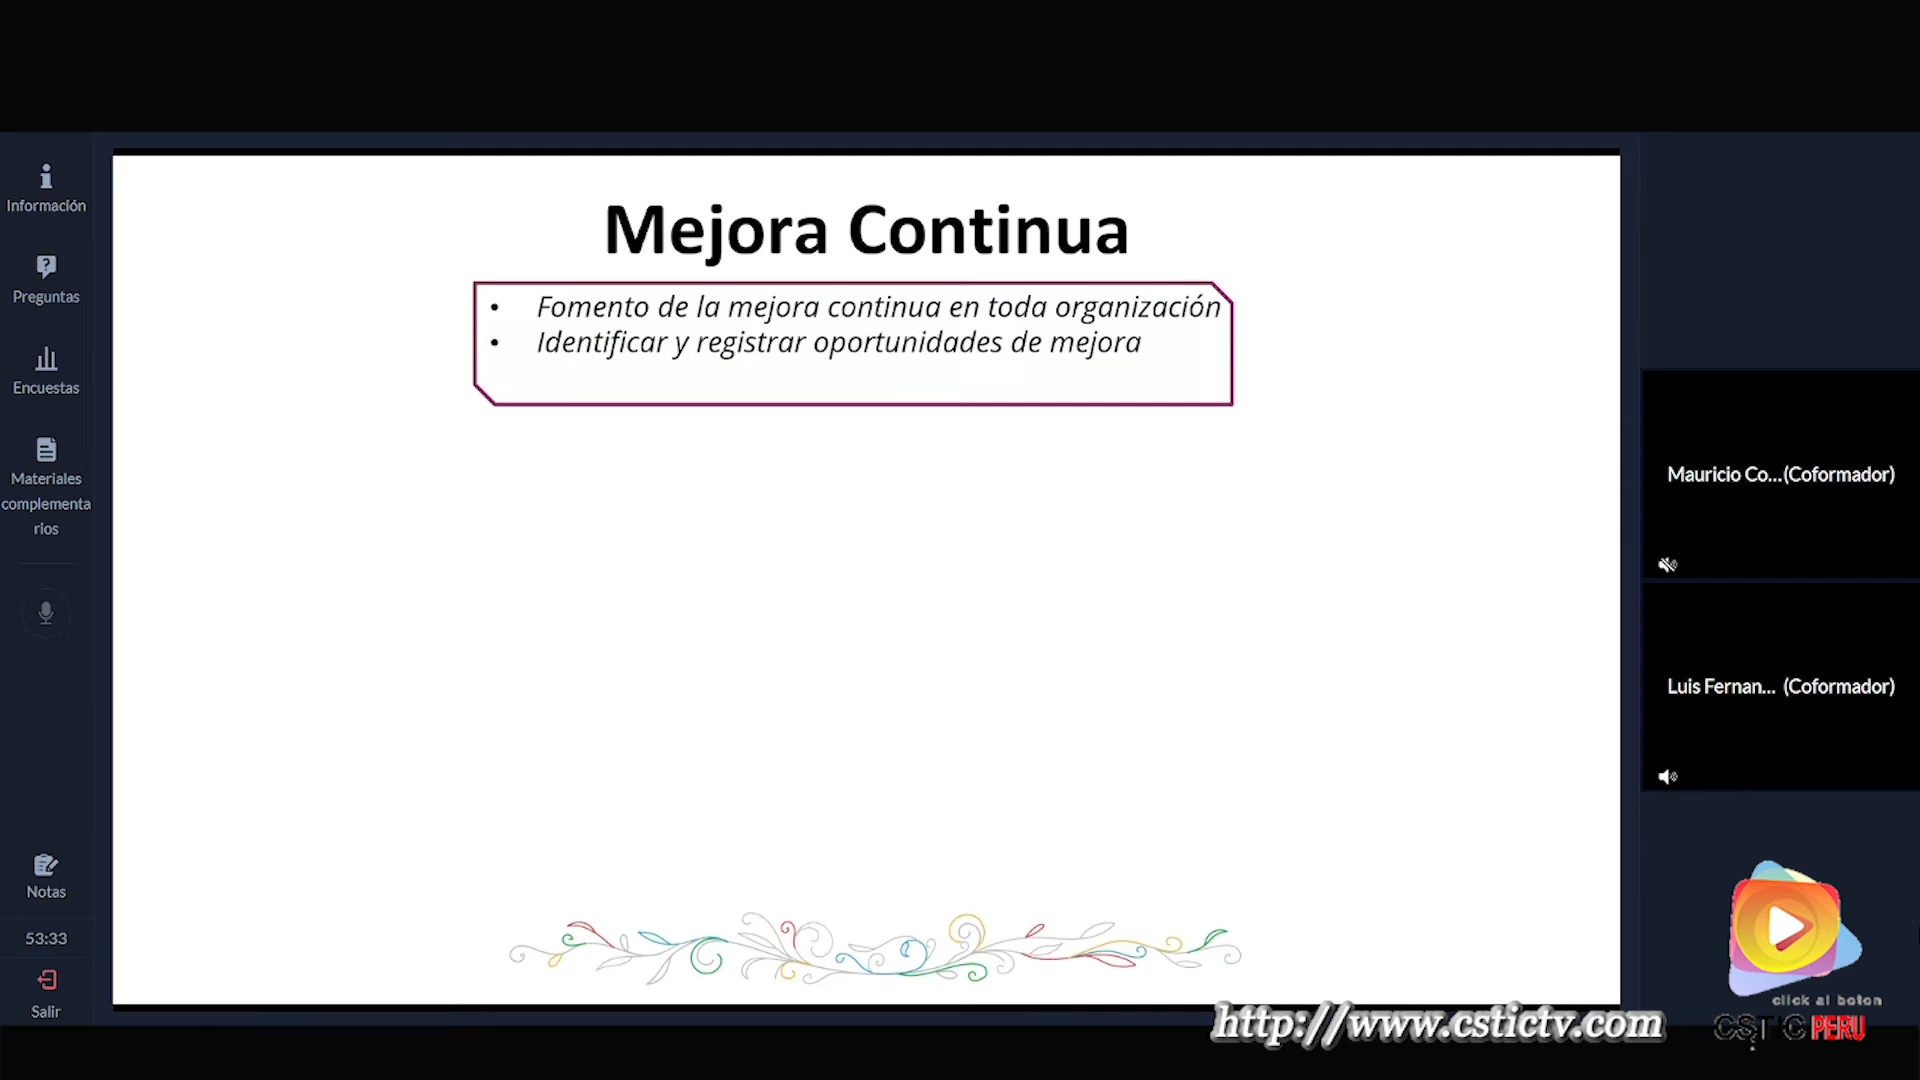 Información
Preguntas
Encuestas
Materiales
complementa
rios
Notas
53:33
Salir
Mejora Continua
• Fomento de la mejora continua en toda organización
• Identificar y registrar oportunidades de mejora
Mauricio Co...(Coformador)
Luis Fernan... (Coformador)
click al boton
CSTIC PERU
http://www.cstictv.com